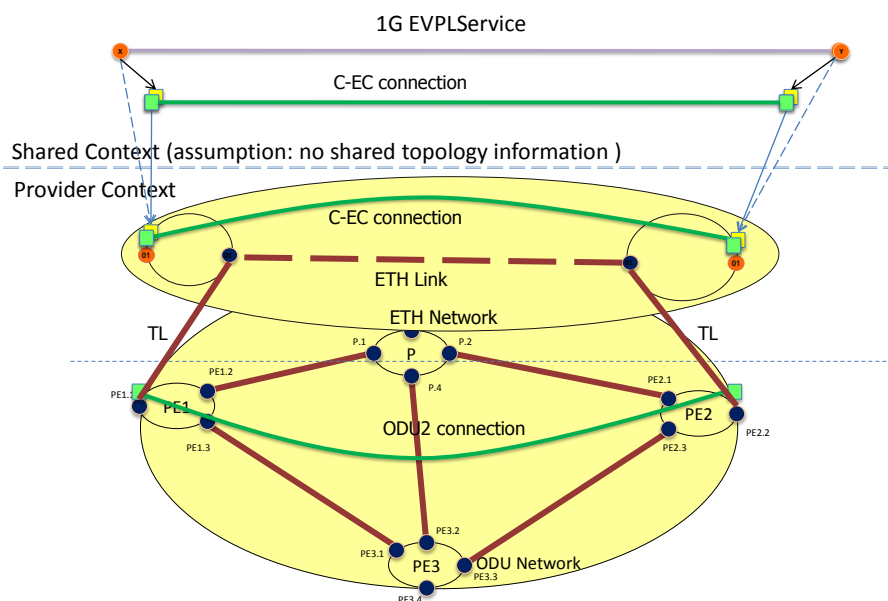 1G EVPLService
X
Y
C-EC connection
Shared Context (assumption: no shared topology information )
Provider Context
C-EC connection
01
01
ETH Link
ETH Network
TL
TL
P.1
P
P.2
PE1.2
P.4
PE2.1
PE1
PE2
PE2.2
ODU2 connection
PE1.3
PE2.3
PE3.2
PE3.1
PE3
ODU Network
PE3.3
PE3.4